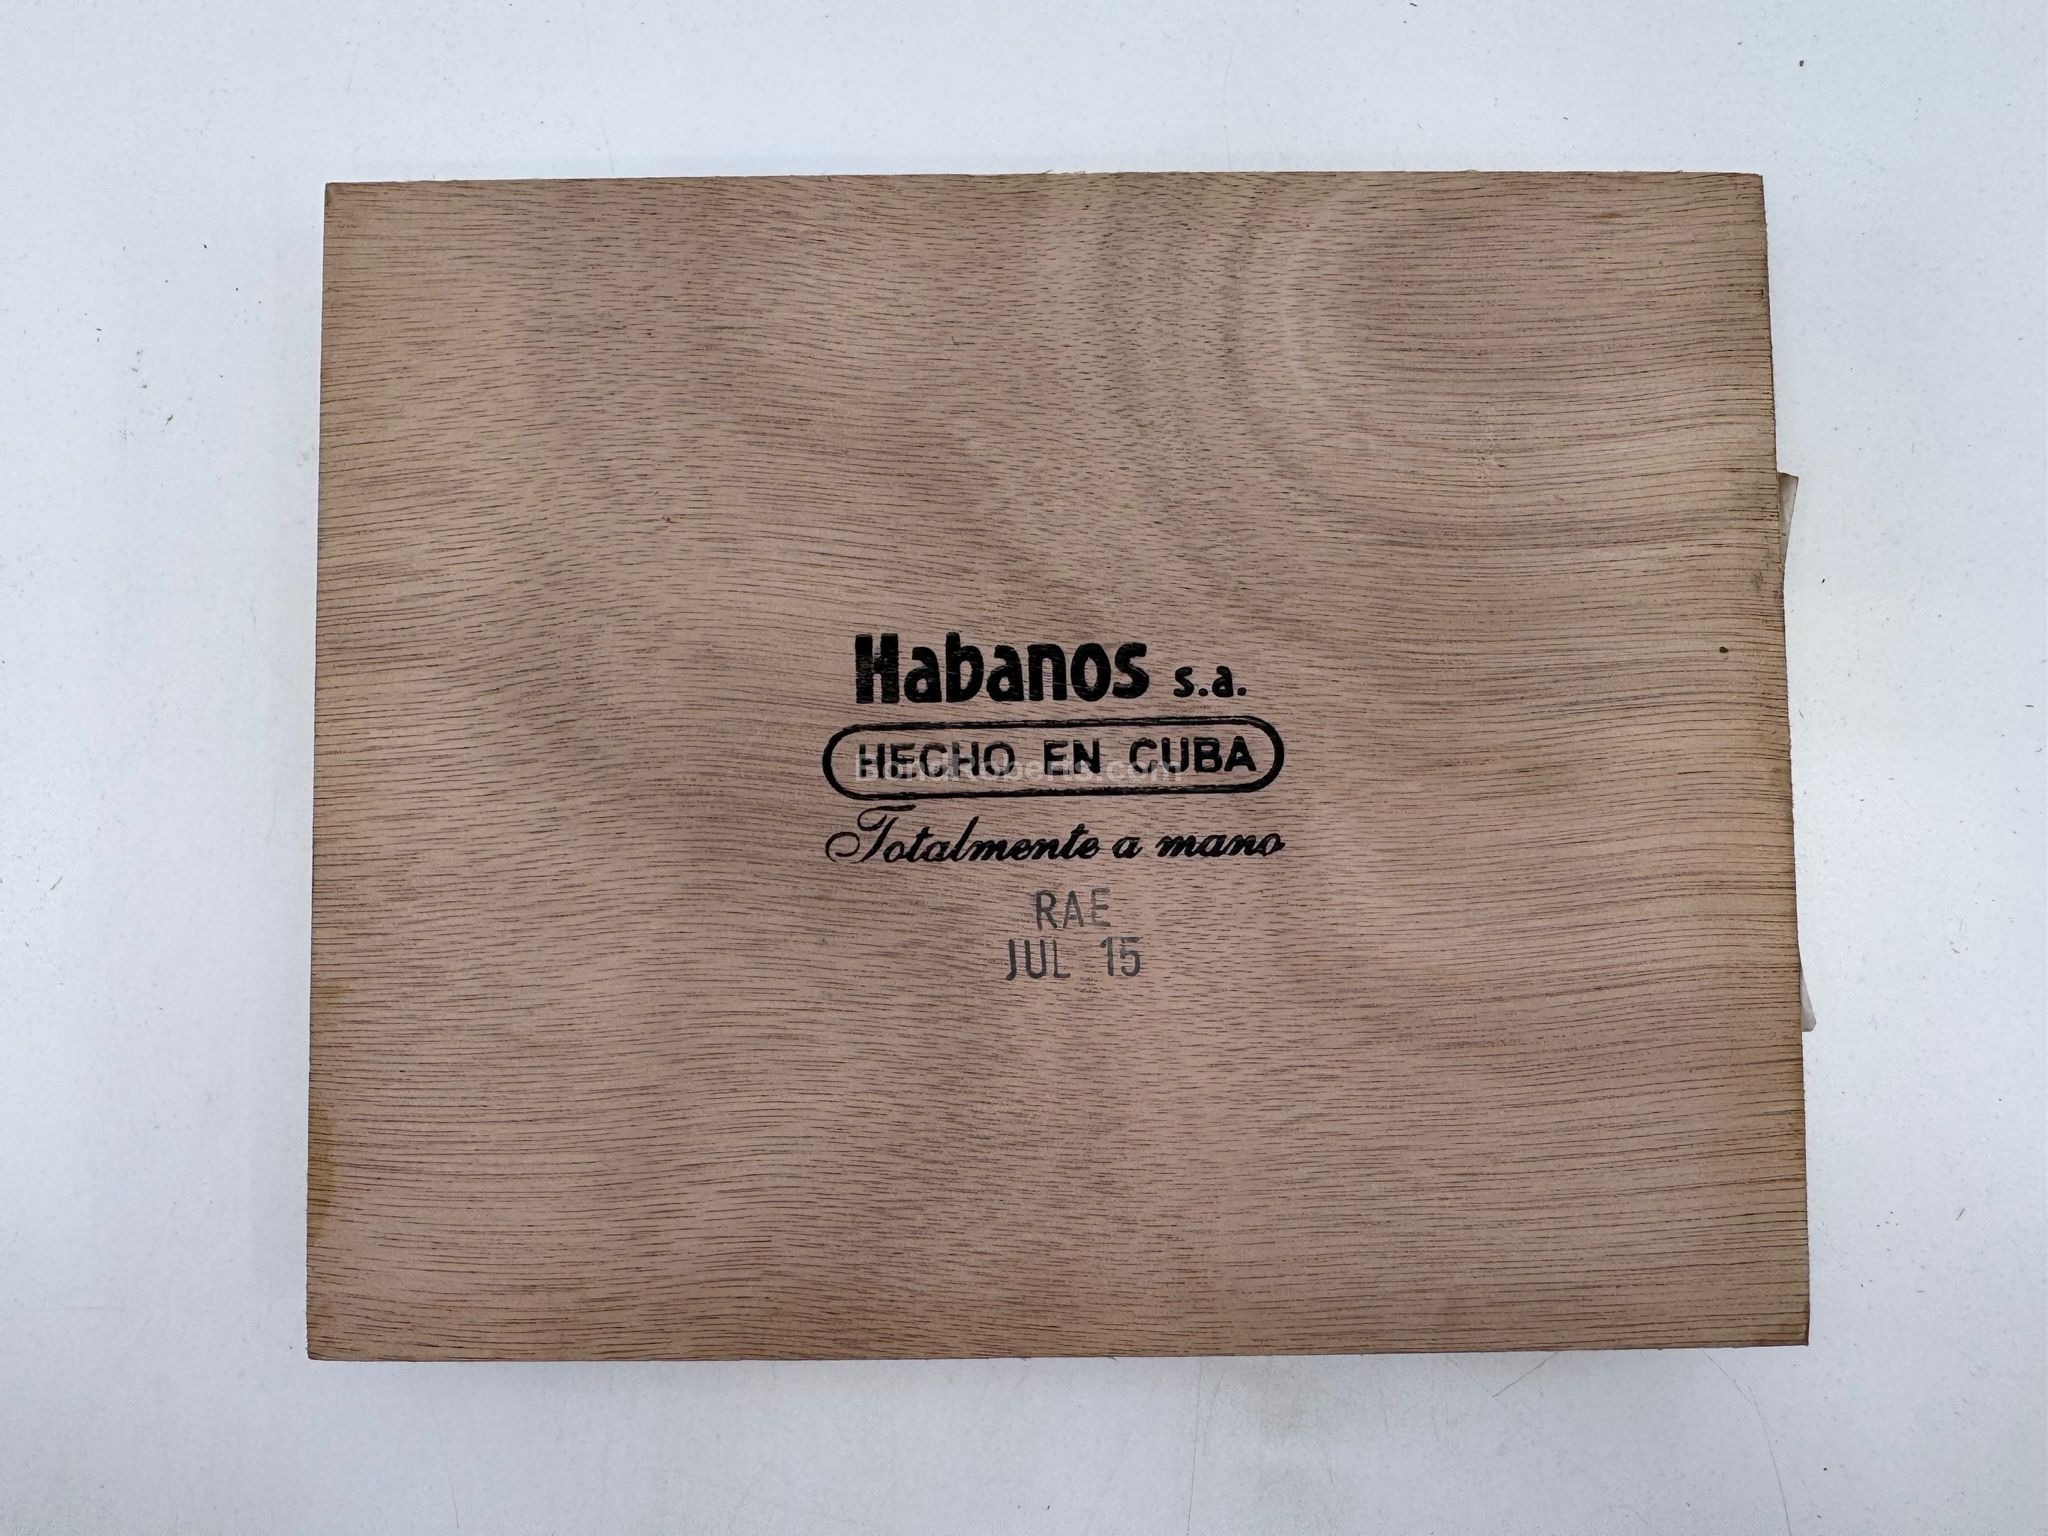 Habanos s.a.
HECHO EN CUBA
Totalmente a mano
RAE
JUL 15